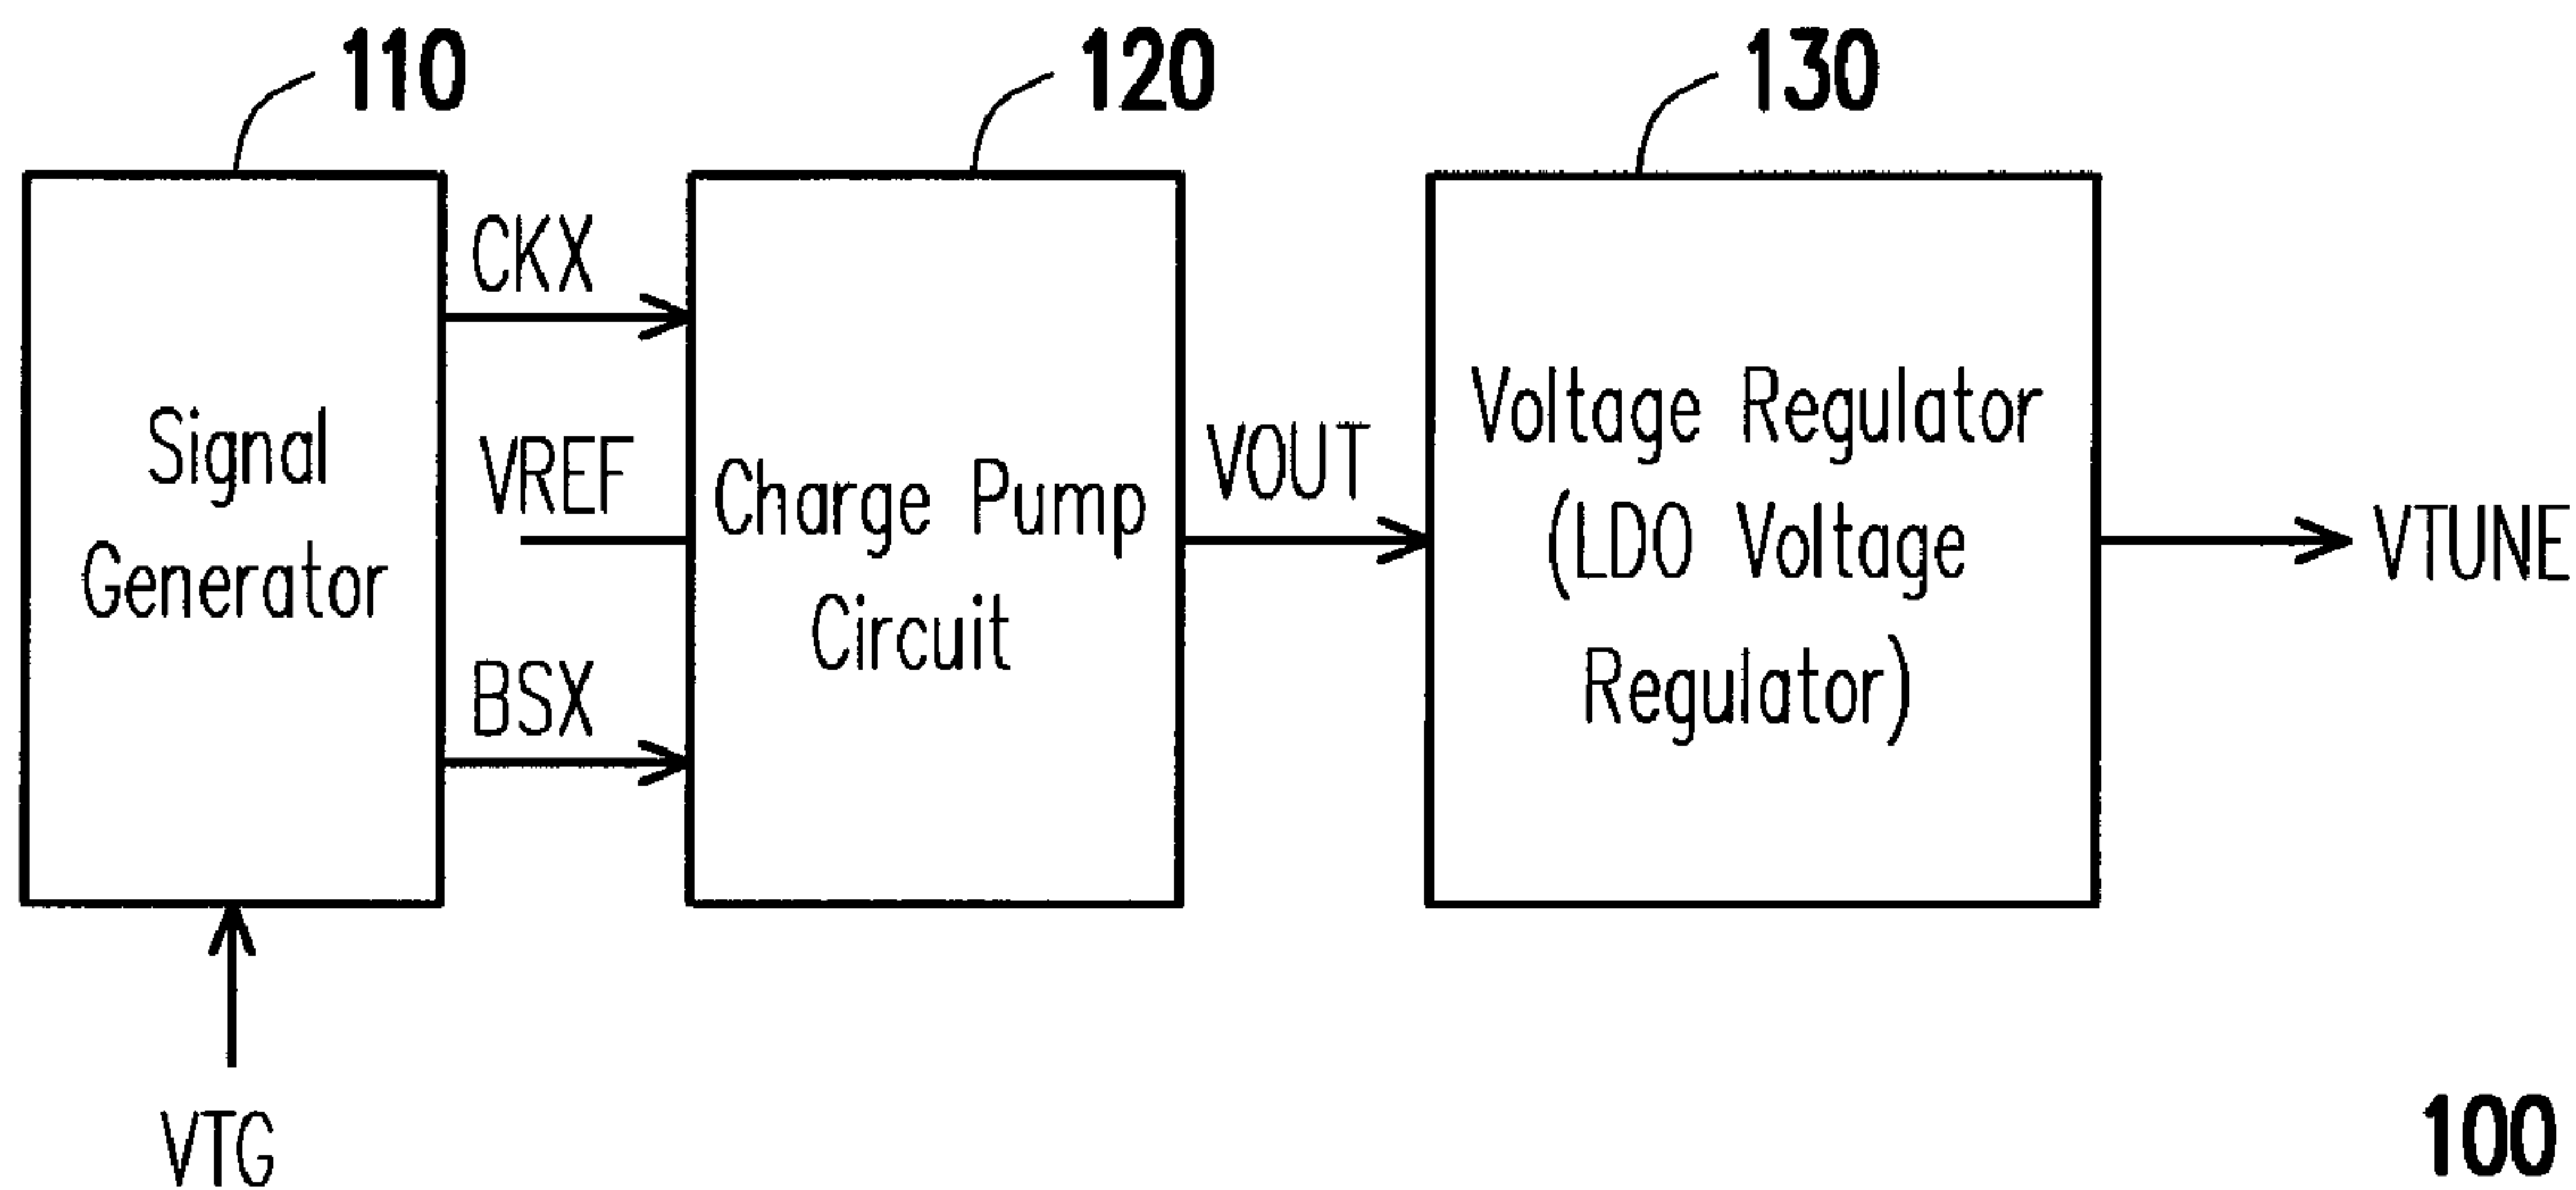 110
120
130
CKX
VREF
BSX
Signal
Generator
Charge Pump
Circuit
VOUT
Voltage Regulator
(LDO Voltage
Regulator)
VTUNE
VTG
100